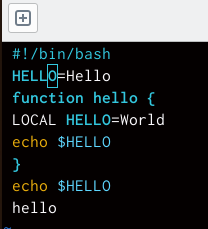 #!/bin/bash
HELLO=Hello
function hello {
LOCAL HELLO=World
echo $HELLO
}
echo $HELLO
hello
~